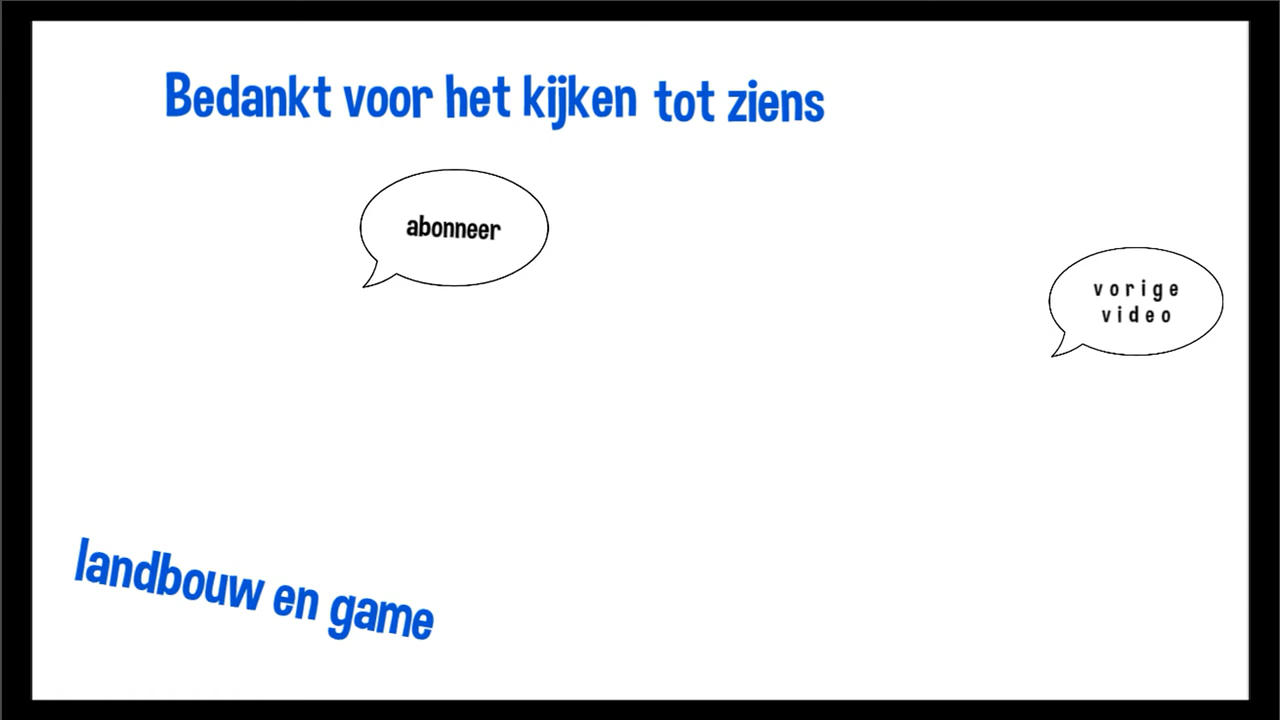 Bedankt voor het kijken tot ziens
abonneer
vorige
video
landbouw en game